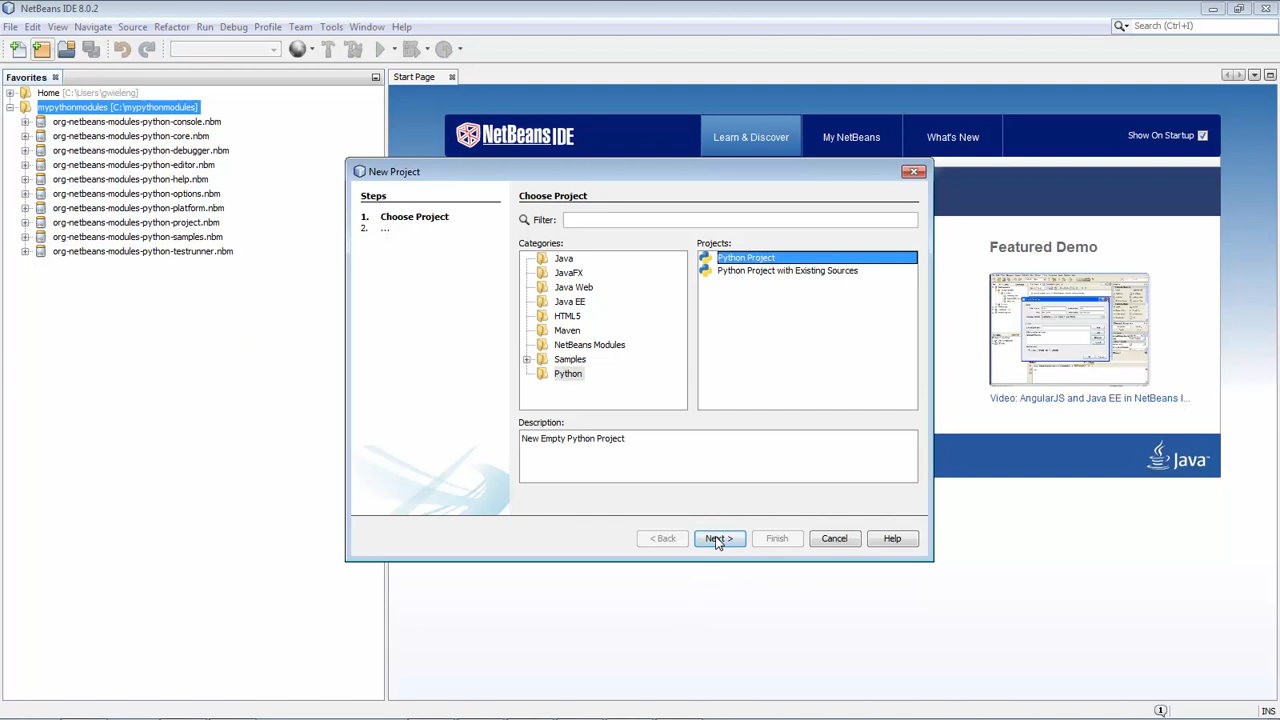 NetBeans IDE 8.0.2
File Edit View Navigate Source Refactor Run Debug Profile Team Tools Window Help
Search (Ctrl+I)
Favorites
Home [C:\Users\gwieleng]
mypythonmodules [C:\mypythonmodules]
org-netbeans-modules-python-console.nbm
org-netbeans-modules-python-core.nbm
org-netbeans-modules-python-debugger.nbm
org-netbeans-modules-python-editor.nbm
org-netbeans-modules-python-help.nbm
org-netbeans-modules-python-options.nbm
org-netbeans-modules-python-platform.nbm
org-netbeans-modules-python-project.nbm
org-netbeans-modules-python-samples.nbm
org-netbeans-modules-python-testrunner.nbm
Start Page
NetBeans IDE
Learn & Discover
My NetBeans
What's New
Show On Startup
New Project
Steps
1. Choose Project
2. ...
Choose Project
Filter:
Categories:
Java
JavaFX
Java Web
Java EE
HTML5
Maven
NetBeans Modules
Samples
Python
Projects:
Python Project
Python Project with Existing Sources
Description:
New Empty Python Project
< Back
Next >
Finish
Cancel
Help
Featured Demo
Video: AngularJS and Java EE in NetBeans I...
Java
1
INS